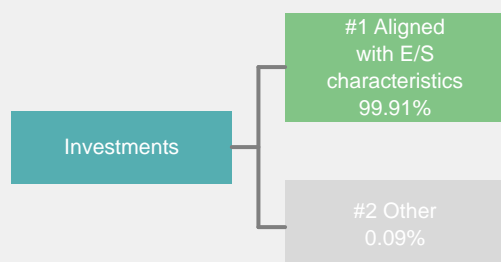 #1 Aligned
with E/S
characteristics
99.91%
Investments
#2 Other
0.09%